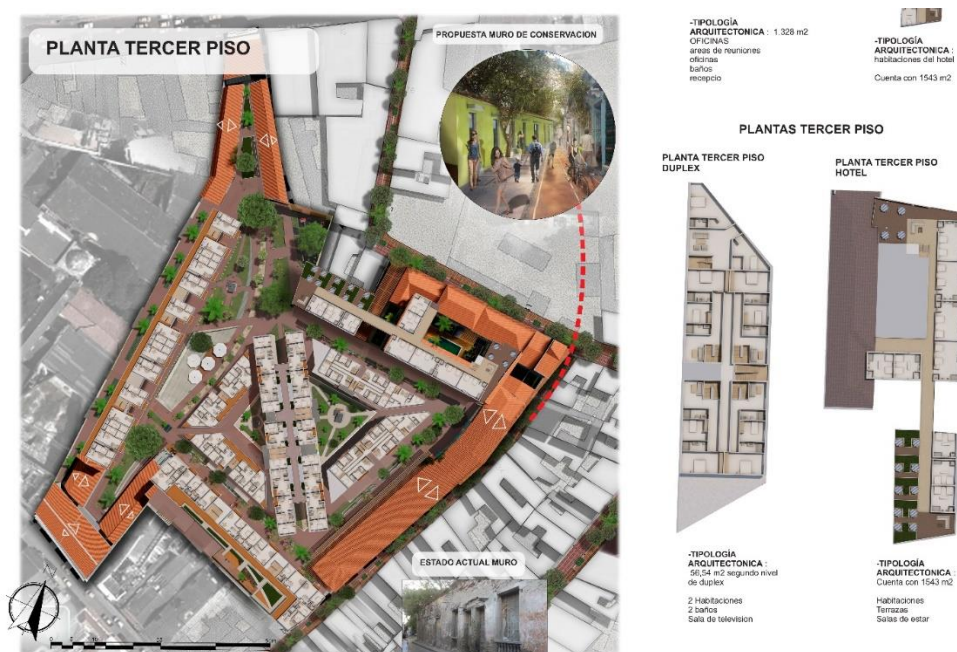 PLANTA TERCER PISO
PROPUESTA MURO DE CONSERVACION
ESTADO ACTUAL MURO
-TIPOLOGÍA
ARQUITECTONICA : 1.328 m2
OFICINAS
areas de reuniones
oficinas
baños
recepcio
-TIPOLOGÍA
ARQUITECTONICA :
habitaciones del hotel
Cuenta con 1543 m2
PLANTAS TERCER PISO
PLANTA TERCER PISO
DUPLEX
PLANTA TERCER PISO
HOTEL
-TIPOLOGÍA
ARQUITECTONICA :
56,54 m2 segundo nivel
de duplex
2 Habitaciones
2 baños
Sala de television
-TIPOLOGÍA
ARQUITECTONICA :
Cuenta con 1543 m2
Habitaciones
Terrazas
Salas de estar